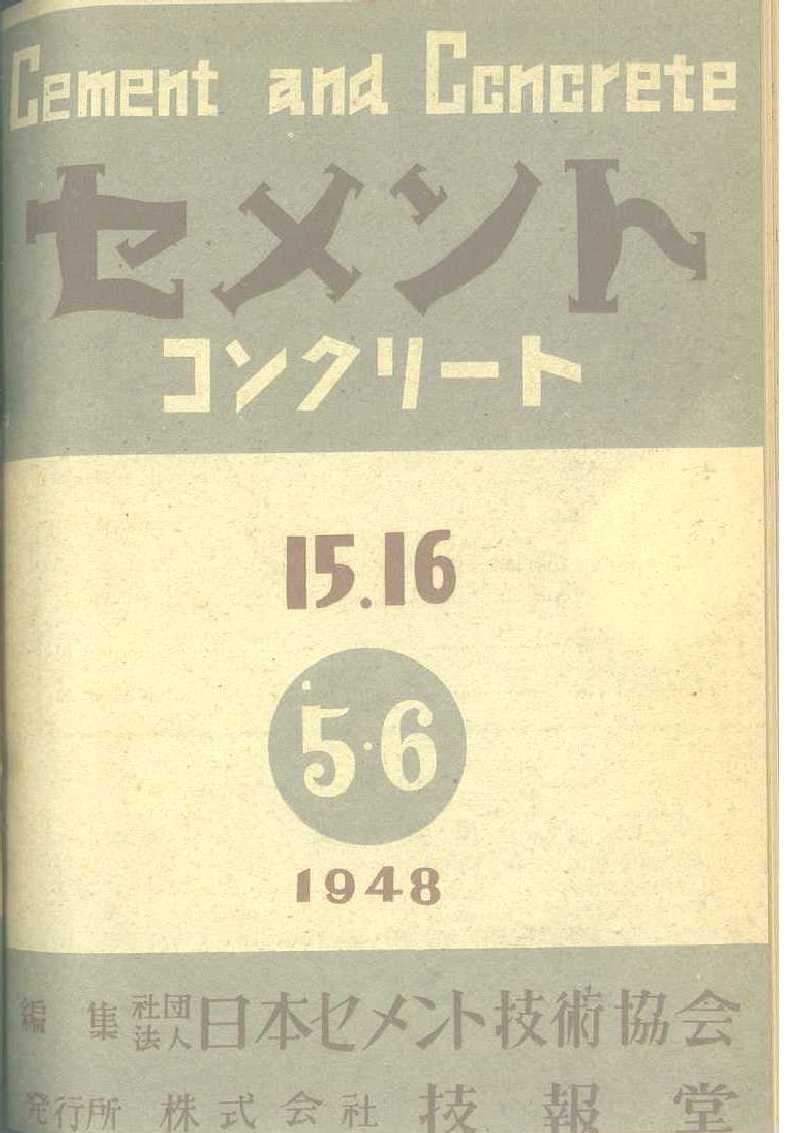 Cement and Concrete
セメント
コンクリート
15.16
5·6
1948
編集 社団法人 日本セメント技術協会
発行所 株式会社 技報堂